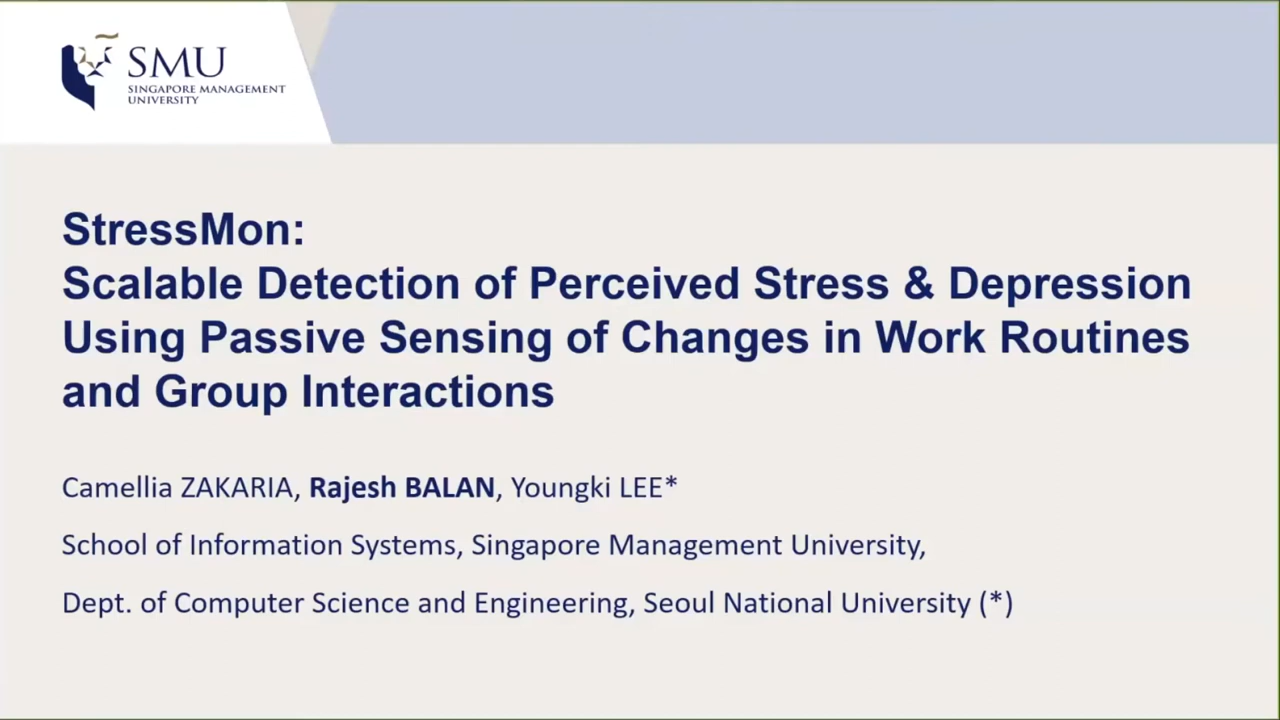 SMU
SINGAPORE MANAGEMENT
UNIVERSITY
StressMon:
Scalable Detection of Perceived Stress & Depression
Using Passive Sensing of Changes in Work Routines
and Group Interactions
Camellia ZAKARIA, Rajesh BALAN, Youngki LEE*
School of Information Systems, Singapore Management University,
Dept. of Computer Science and Engineering, Seoul National University (*)